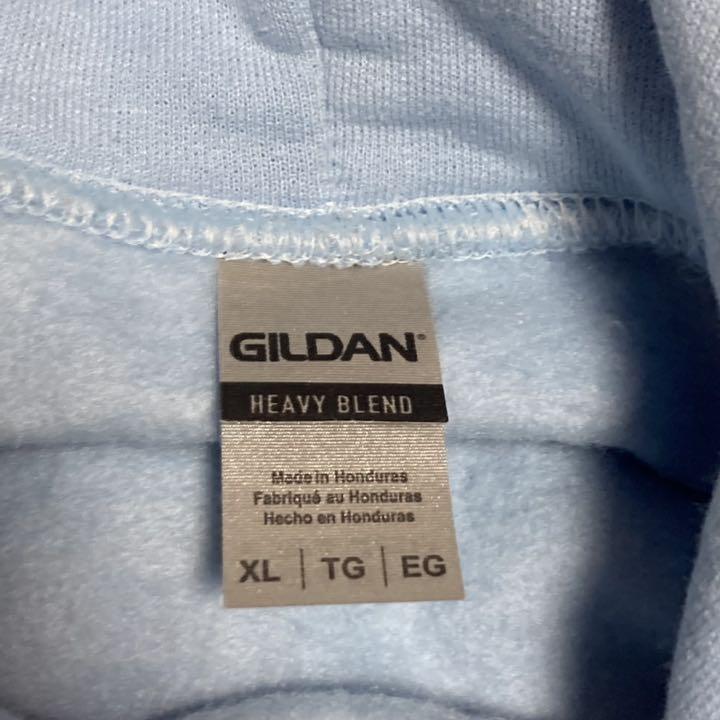 GILDAN®
HEAVY BLEND
Made in Honduras
Fabriqué au Honduras
Hecho en Honduras
XL | TG | EG